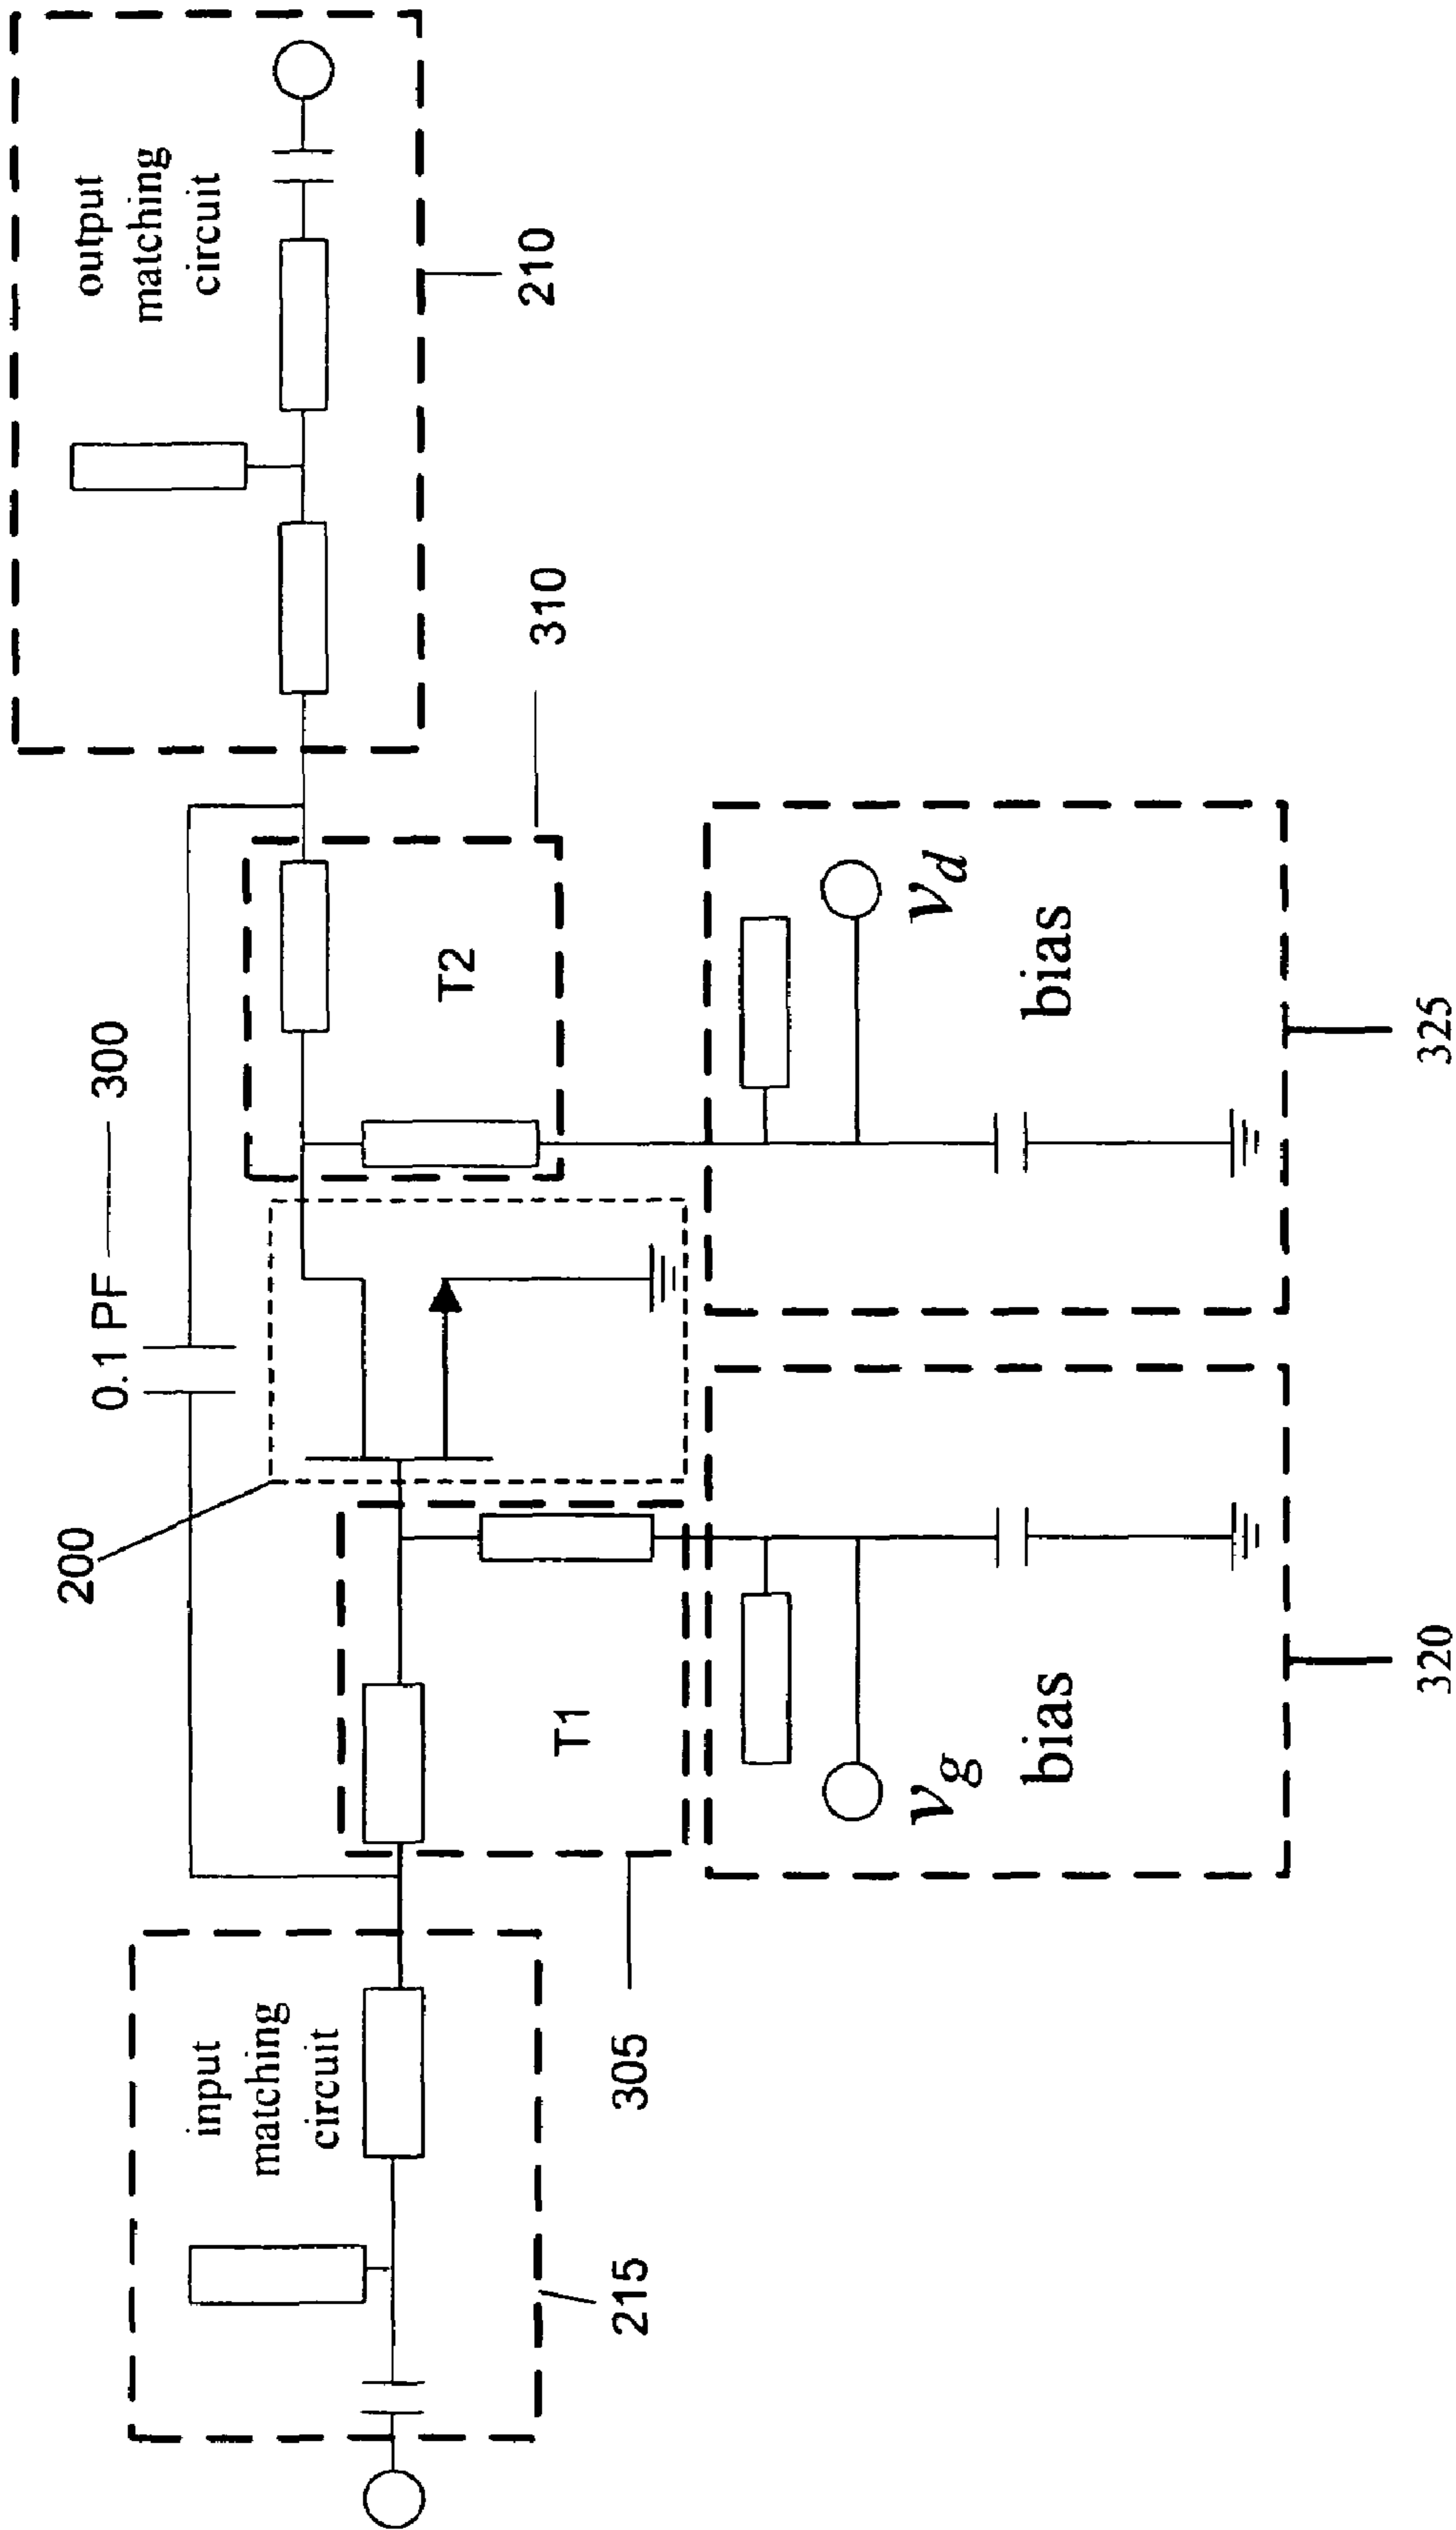 output
matching
circuit
210
310
0.1 PF
300
200
T2
T1
input
matching
circuit
305
215
v_d
bias
325
v_g
bias
320